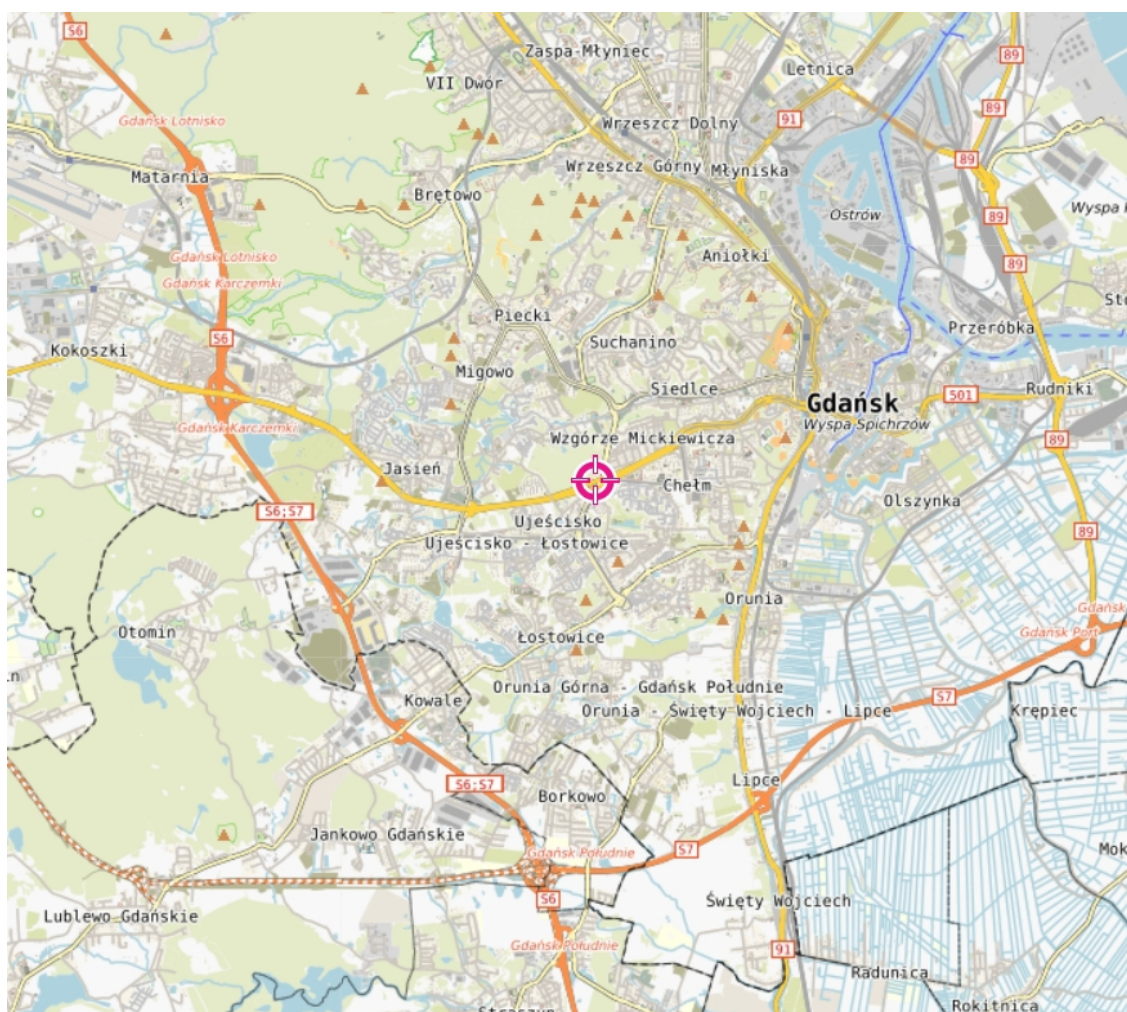 S6
Zaspa-Młyniec
VII Dwór
Letnica
89
Gdańsk Lotnisko
91
Wrzeszcz Dolny
89
Matarnia
Wrzeszcz Górny
Młyniska
Brętowo
89
Ostrów
Wyspa
Gdańsk Lotnisko
Aniołki
89
Gdańsk Karczemki
Piecki
Przeróbka
S6
Suchanino
Kokoszki
Migowo
Siedlce
501
Rudniki
Gdańsk
Gdańsk Karczemki
Wyspa Spichrzów
Wzgórze Mickiewicza
89
Jasień
Chełm
Olszynka
S6;S7
Ujeścisko
Ujeścisko - Łostowice
89
Orunia
Gdańsk
Otomin
Łostowice
Gdańsk Port
Orunia Górna - Gdańsk Południe
S7
Kowale
Orunia - Święty Wojciech - Lipce
Krępiec
S6;S7
Lipce
Borkowo
Jankowo Gdańskie
S7
Gdańsk Południe
S6
Święty Wojciech
Lublewo Gdańskie
Gdańsk Południe
91
Radunica
Rokitnica